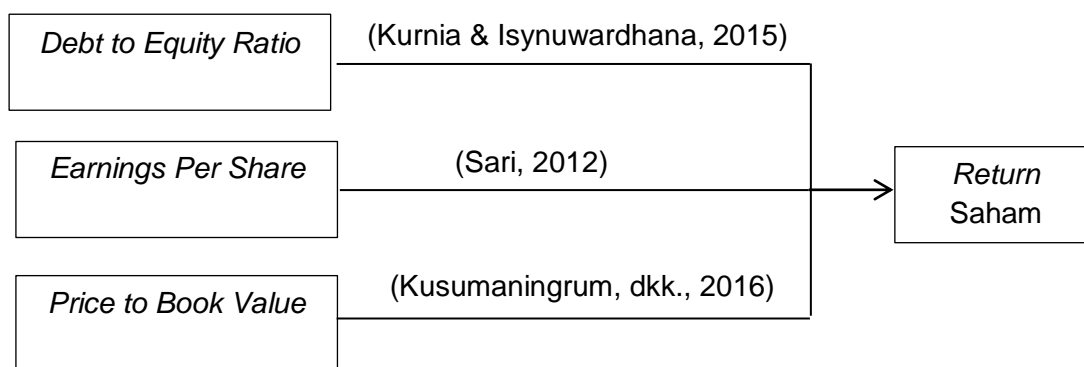 Debt to Equity Ratio
(Kurnia & Isynuwardhana, 2015)
Earnings Per Share
(Sari, 2012)
Return
Saham
Price to Book Value
(Kusumaningrum, dkk., 2016)